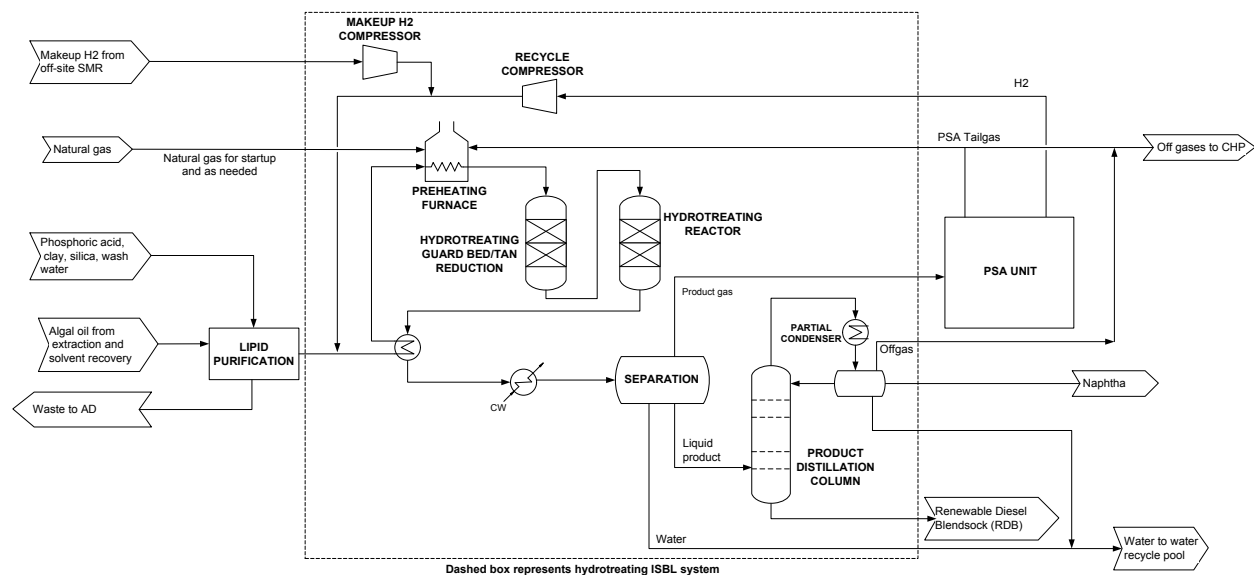 MAKEUP H2
COMPRESSOR
Makeup H2 from
off-site SMR
RECYCLE
COMPRESSOR
H2
Natural gas
Natural gas for startup
and as needed
PSA Tailgas
Off gases to CHP
PREHEATING
FURNACE
HYDROTREATING
REACTOR
HYDROTREATING
GUARD BED/TAN
REDUCTION
Phosphoric acid,
clay, silica, wash
water
PSA UNIT
Product gas
Algal oil from
extraction and
solvent recovery
LIPID
PURIFICATION
PARTIAL
CONDENSER
Offgas
SEPARATION
Naphtha
Waste to AD
CW
Liquid
product
PRODUCT
DISTILLATION
COLUMN
Renewable Diesel
Blendsock (RDB)
Water
Water to water
recycle pool
Dashed box represents hydrotreating ISBL system